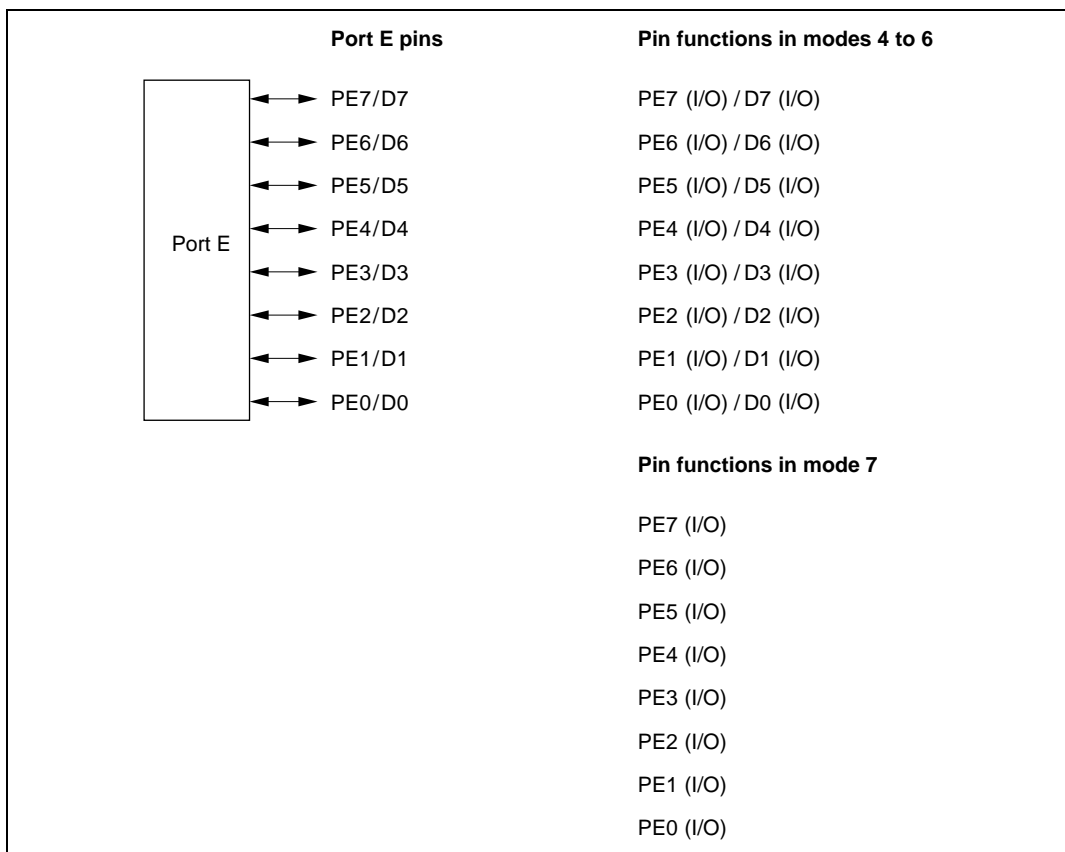 Port E pins Pin functions in modes 4 to 6
PE7/D7 PE7 (I/O) / D7 (I/O)
PE6/D6 PE6 (I/O) / D6 (I/O)
PE5/D5 PE5 (I/O) / D5 (I/O)
PE4/D4 PE4 (I/O) / D4 (I/O)
Port E
PE3/D3 PE3 (I/O) / D3 (I/O)
PE2/D2 PE2 (I/O) / D2 (I/O)
PE1/D1 PE1 (I/O) / D1 (I/O)
PE0/D0 PE0 (I/O) / D0 (I/O)
Pin functions in mode 7
PE7 (I/O)
PE6 (I/O)
PE5 (I/O)
PE4 (I/O)
PE3 (I/O)
PE2 (I/O)
PE1 (I/O)
PE0 (I/O)